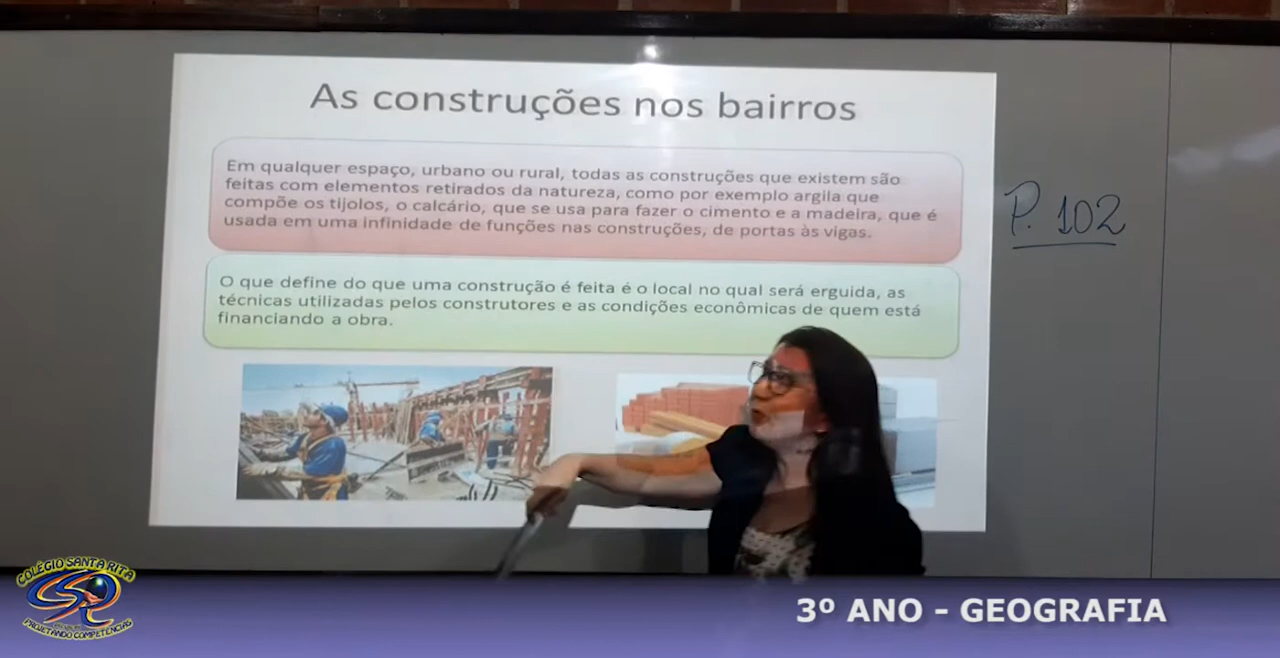 As construções nos bairros
Em qualquer espaço, urbano ou rural, todas as construções que existem são
feitas com elementos retirados da natureza, como por exemplo argila que
compõe os tijolos, o calcário, que se usa para fazer o cimento e a madeira, que é
usada em uma infinidade de funções nas construções, de portas às vigas.
P. 102
O que define do que uma construção é feita é o local no qual será erguida, as
técnicas utilizadas pelos construtores e as condições econômicas de quem está
financiando a obra.
COLÉGIO SANTA RITA
PROJETANDO COMPETÊNCIAS
3º ANO - GEOGRAFIA